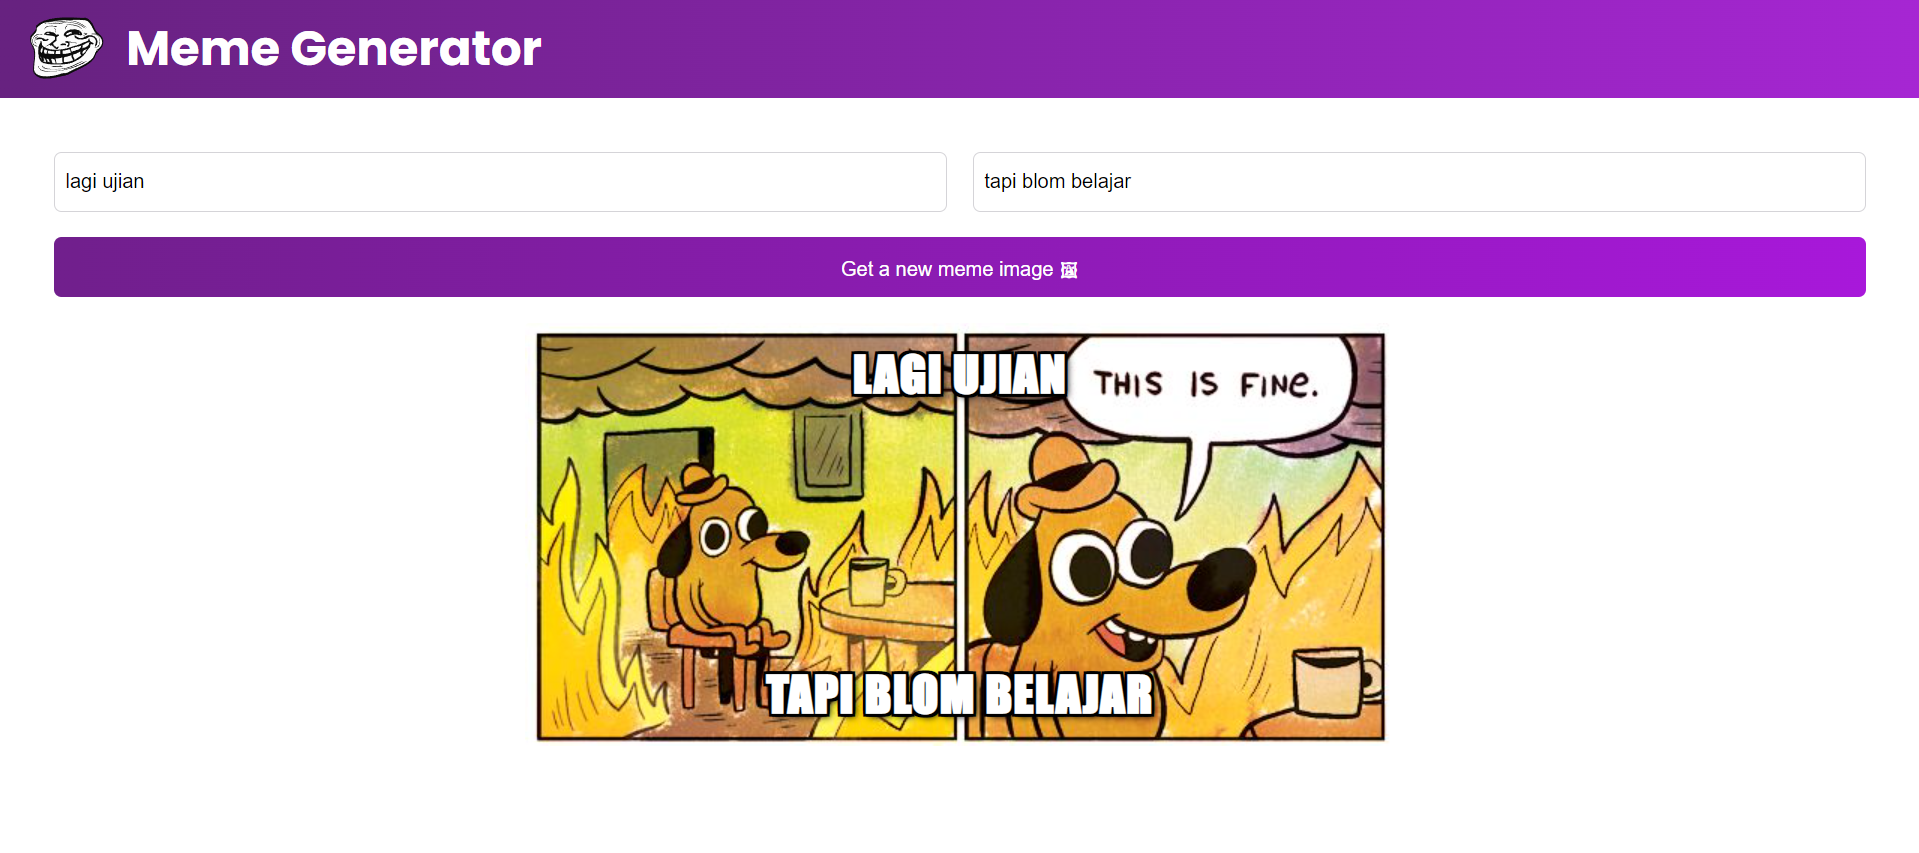 Meme Generator
lagi ujian
tapi blom belajar
Get a new meme image 🖼
LAGI UJIAN
THIS IS FINE.
TAPI BLOM BELAJAR